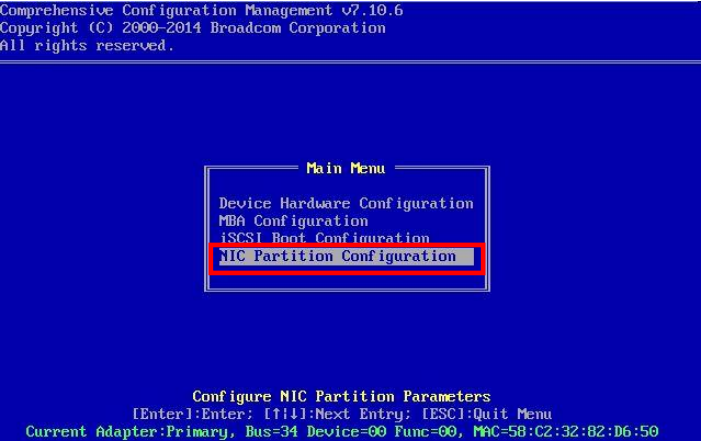 Comprehensive Configuration Management v7.10.6
Copyright (C) 2000-2014 Broadcom Corporation
All rights reserved.
Main Menu
Device Hardware Configuration
MBA Configuration
iSCSI Boot Configuration
NIC Partition Configuration
Configure NIC Partition Parameters
[Enter]:Enter; [↑|↓]:Next Entry; [ESC]:Quit Menu
Current Adapter:Primary, Bus=34 Device=00 Func=00, MAC=58:C2:32:82:D6:50